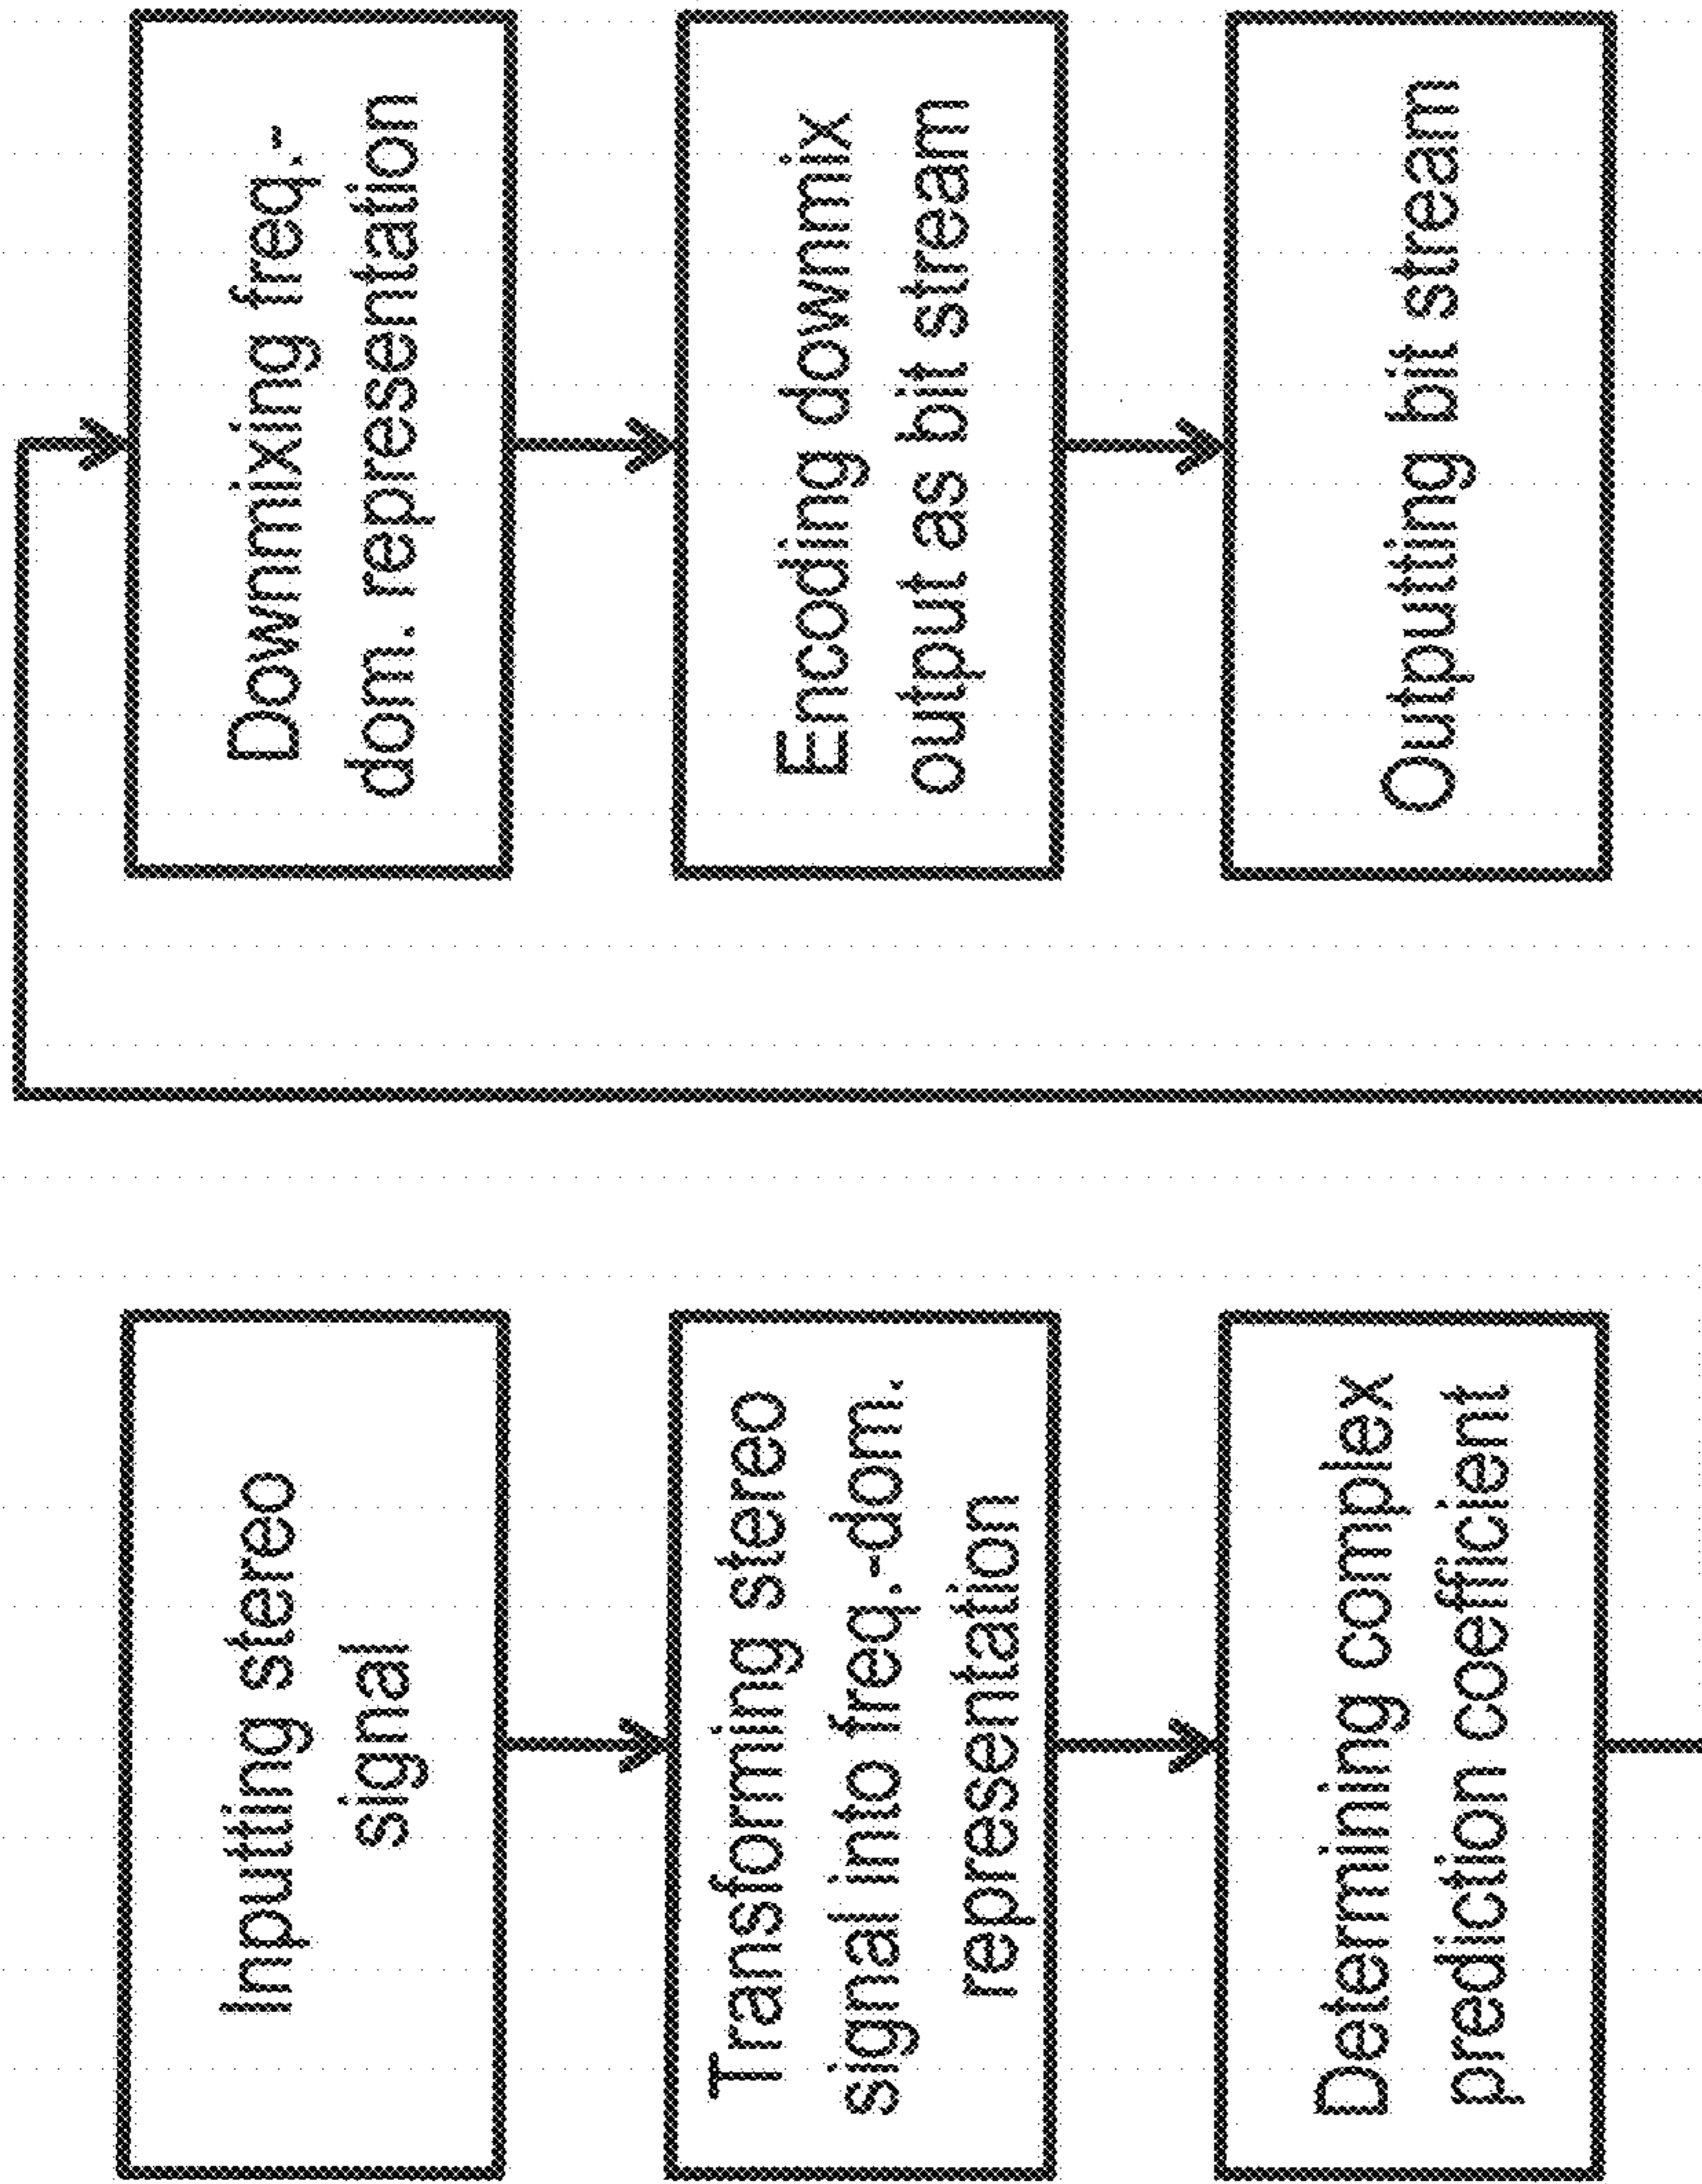 Inputting stereo
signal
Transforming stereo
signal into freq.-dom.
representation
Determining complex
prediction coefficient
Downmixing freq.-
dom. representation
Encoding downmix
output as bit stream
Outputting bit stream